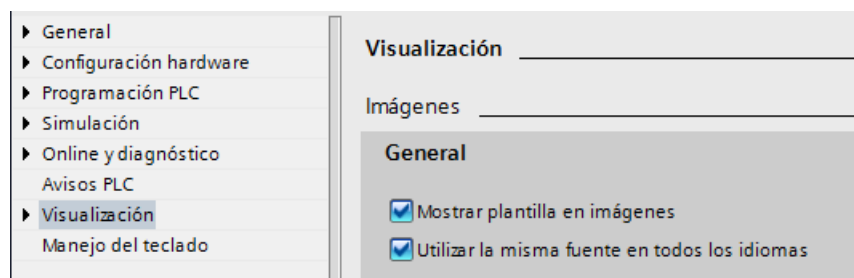 General
Configuración hardware
Programación PLC
Simulación
Online y diagnóstico
Avisos PLC
Visualización
Manejo del teclado
Visualización
Imágenes
General
Mostrar plantilla en imágenes
Utilizar la misma fuente en todos los idiomas